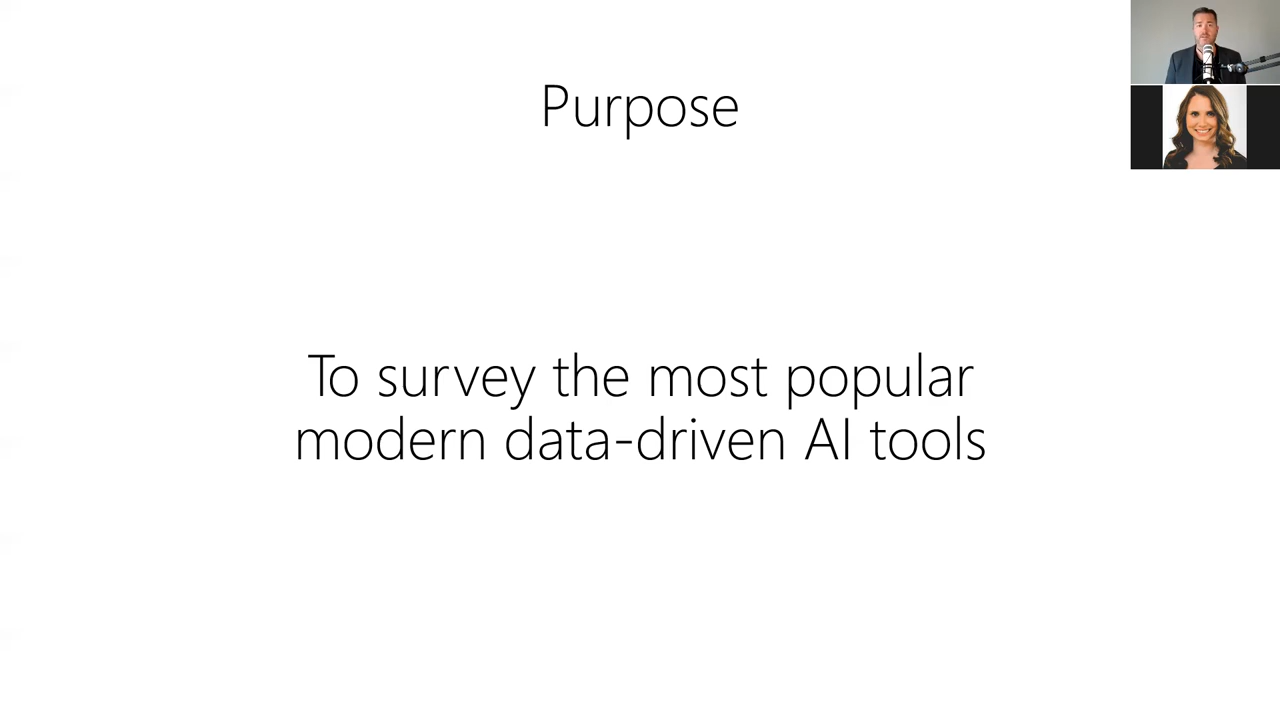 Purpose
To survey the most popular
modern data-driven AI tools